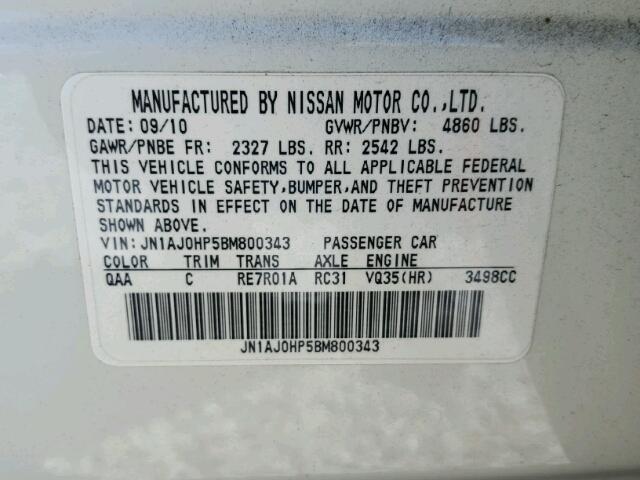 MANUFACTURED BY NISSAN MOTOR CO.,LTD.
DATE: 09/10 GVWR/PNBV: 4860 LBS.
GAWR/PNBE FR: 2327 LBS. RR: 2542 LBS.
THIS VEHICLE CONFORMS TO ALL APPLICABLE FEDERAL
MOTOR VEHICLE SAFETY,BUMPER,AND THEFT PREVENTION
STANDARDS IN EFFECT ON THE DATE OF MANUFACTURE
SHOWN ABOVE.
VIN: JN1AJ0HP5BM800343 PASSENGER CAR
COLOR TRIM TRANS AXLE ENGINE
QAA C RE7R01A RC31 VQ35(HR) 3498CC
JN1AJ0HP5BM800343